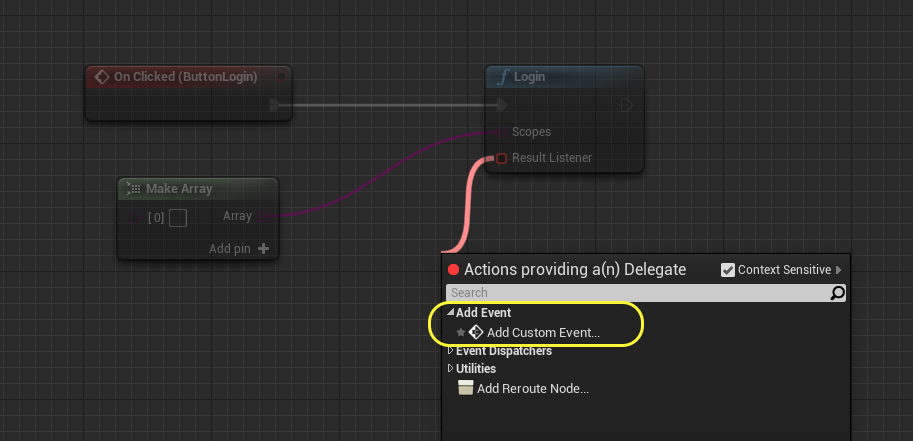 On Clicked (ButtonLogin)
Login
Scopes
Result Listener
Make Array
[ 0]
Array
Add pin
Actions providing a(n) Delegate
Context Sensitive
Search
Add Event
Add Custom Event...
Event Dispatchers
Utilities
Add Reroute Node...